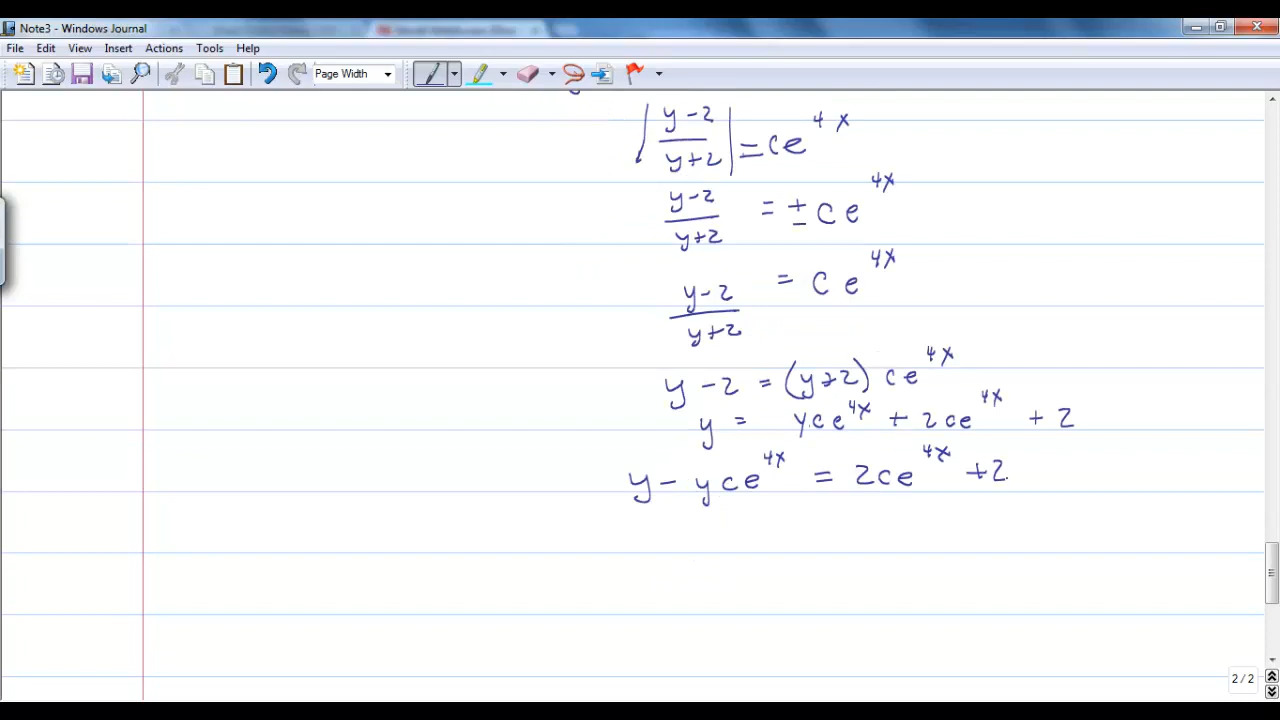 Note3 - Windows Journal
File Edit View Insert Actions Tools Help
Page Width
|y-2 / y+2| = ce^4x
y-2 / y+2 = ± c e^4x
y-2 / y+2 = c e^4x
y -2 = (y+2) ce^4x
y = yce^4x + 2ce^4x + 2
y - yce^4x = 2ce^4x +2
2 / 2